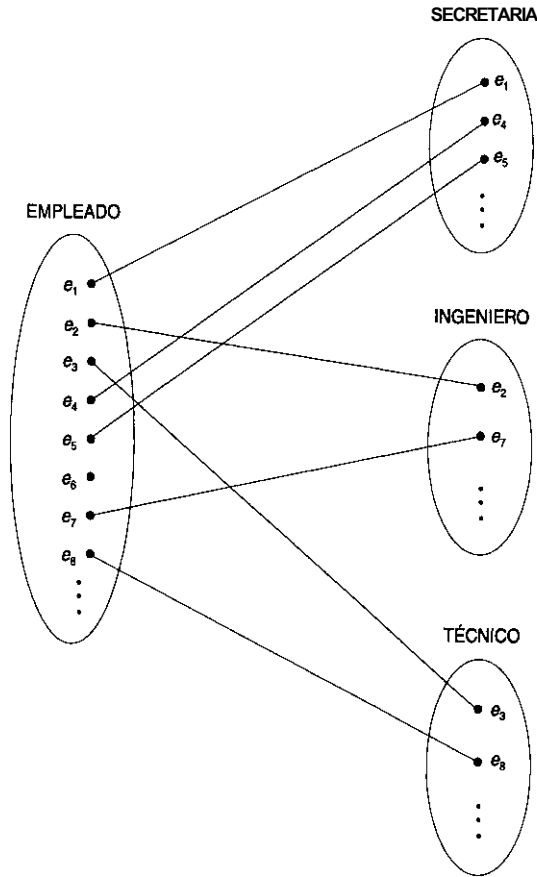 SECRETARIA
e1
e4
e5
EMPLEADO
e1
e2
e3
e4
e5
e6
e7
e8
INGENIERO
e2
e7
TÉCNICO
e3
e8